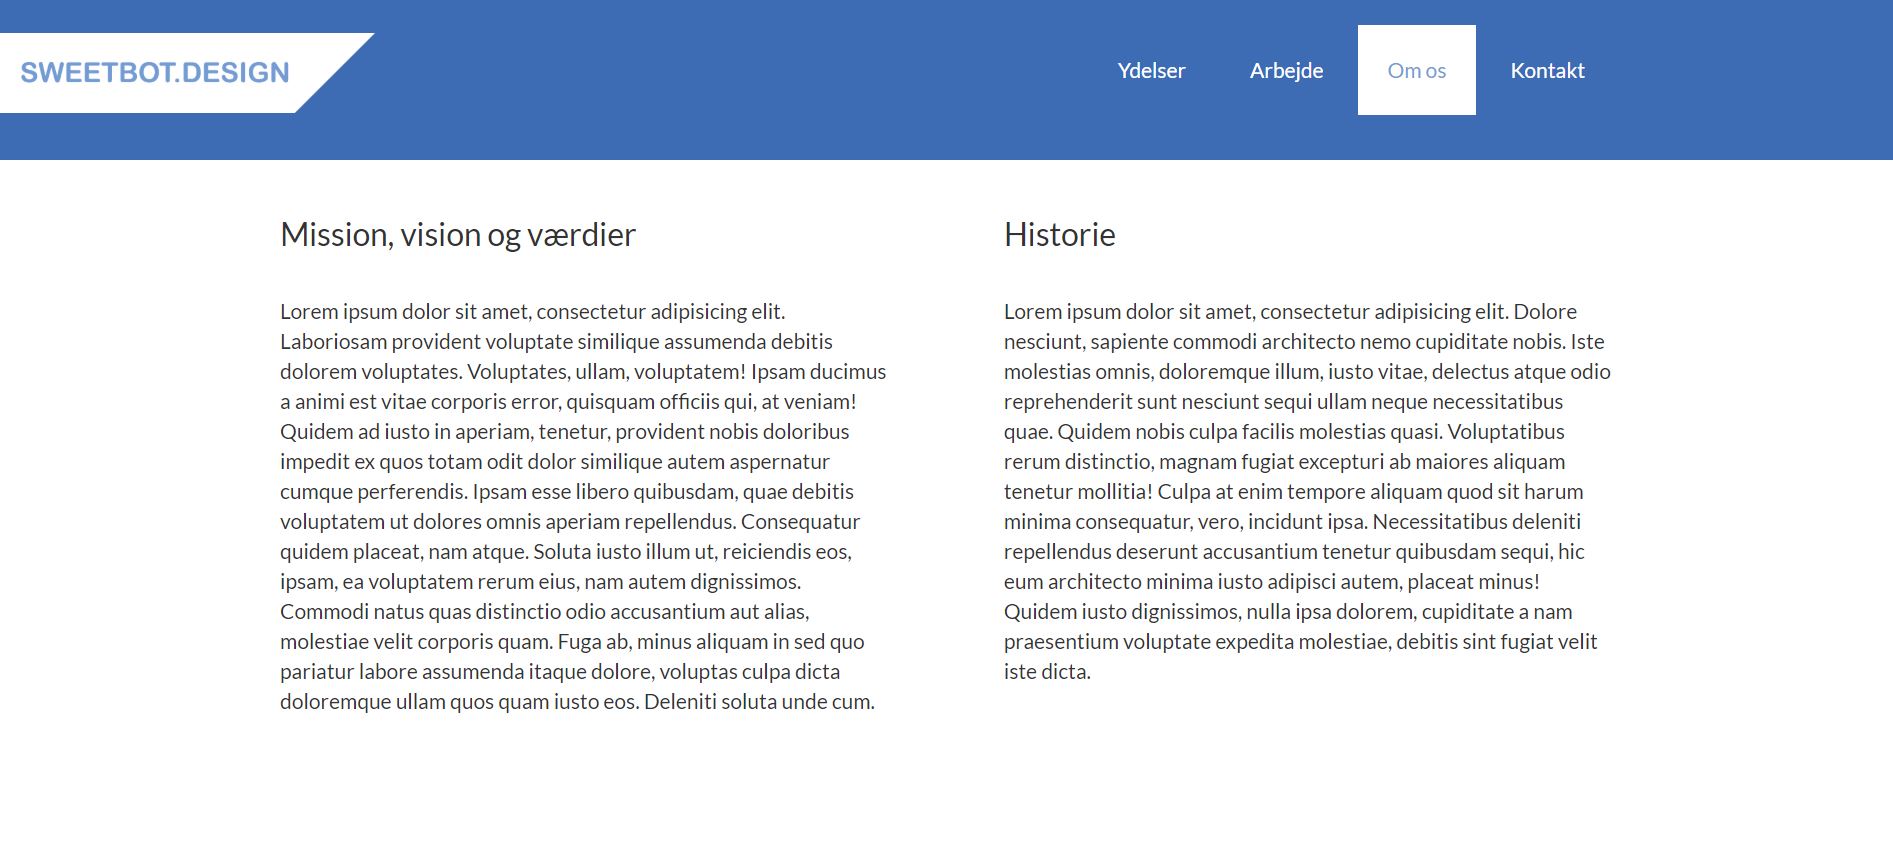 SWEETBOT.DESIGN
Ydelser Arbejde Om os Kontakt
Mission, vision og værdier
Lorem ipsum dolor sit amet, consectetur adipisicing elit.
Laboriosam provident voluptate similique assumenda debitis
dolorem voluptates. Voluptates, ullam, voluptatem! Ipsam ducimus
a animi est vitae corporis error, quisquam officiis qui, at veniam!
Quidem ad iusto in aperiam, tenetur, provident nobis doloribus
impedit ex quos totam odit dolor similique autem aspernatur
cumque perferendis. Ipsam esse libero quibusdam, quae debitis
voluptatem ut dolores omnis aperiam repellendus. Consequatur
quidem placeat, nam atque. Soluta iusto illum ut, reiciendis eos,
ipsam, ea voluptatem rerum eius, nam autem dignissimos.
Commodi natus quas distinctio odio accusantium aut alias,
molestiae velit corporis quam. Fuga ab, minus aliquam in sed quo
pariatur labore assumenda itaque dolore, voluptas culpa dicta
doloremque ullam quos quam iusto eos. Deleniti soluta unde cum.
Historie
Lorem ipsum dolor sit amet, consectetur adipisicing elit. Dolore
nesciunt, sapiente commodi architecto nemo cupiditate nobis. Iste
molestias omnis, doloremque illum, iusto vitae, delectus atque odio
reprehenderit sunt nesciunt sequi ullam neque necessitatibus
quae. Quidem nobis culpa facilis molestias quasi. Voluptatibus
rerum distinctio, magnam fugiat excepturi ab maiores aliquam
tenetur mollitia! Culpa at enim tempore aliquam quod sit harum
minima consequatur, vero, incidunt ipsa. Necessitatibus deleniti
repellendus deserunt accusantium tenetur quibusdam sequi, hic
eum architecto minima iusto adipisci autem, placeat minus!
Quidem iusto dignissimos, nulla ipsa dolorem, cupiditate a nam
praesentium voluptate expedita molestiae, debitis sint fugiat velit
iste dicta.